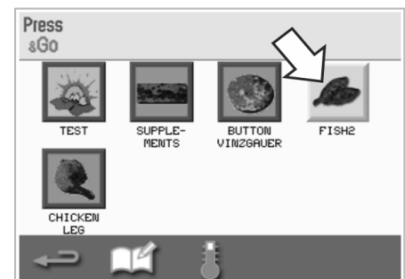 Press
&Go
TEST
SUPPLE-
MENTS
BUTTON
VINZGAUER
FISH2
CHICKEN
LEG